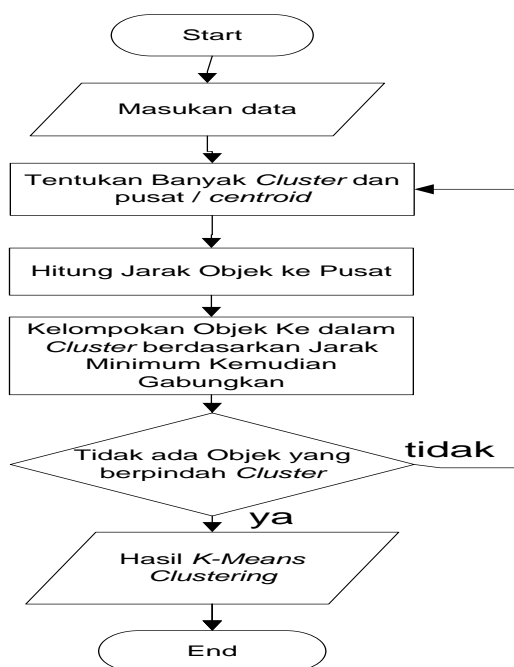 Start
Masukan data
Tentukan Banyak Cluster dan
pusat / centroid
Hitung Jarak Objek ke Pusat
Kelompokan Objek Ke dalam
Cluster berdasarkan Jarak
Minimum Kemudian
Gabungkan
Tidak ada Objek yang
berpindah Cluster
tidak
ya
Hasil K-Means
Clustering
End